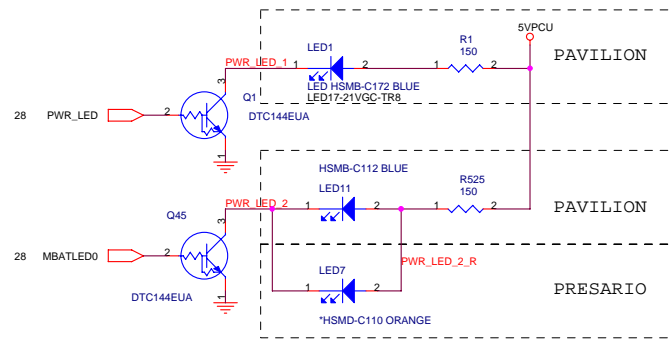 5VPCU
LED1
R1
150
PAVILION
PWR_LED_1
1
2
1
2
LED HSMB-C172 BLUE
LED17-21VGC-TR8
3
Q1
28
PWR_LED
2
DTC144EUA
1
HSMB-C112 BLUE
R525
150
LED11
PWR_LED_2
1
2
1
2
PAVILION
3
Q45
28
MBATLED0
2
PWR_LED_2_R
LED7
1
2
PRESARIO
DTC144EUA
1
*HSMD-C110 ORANGE